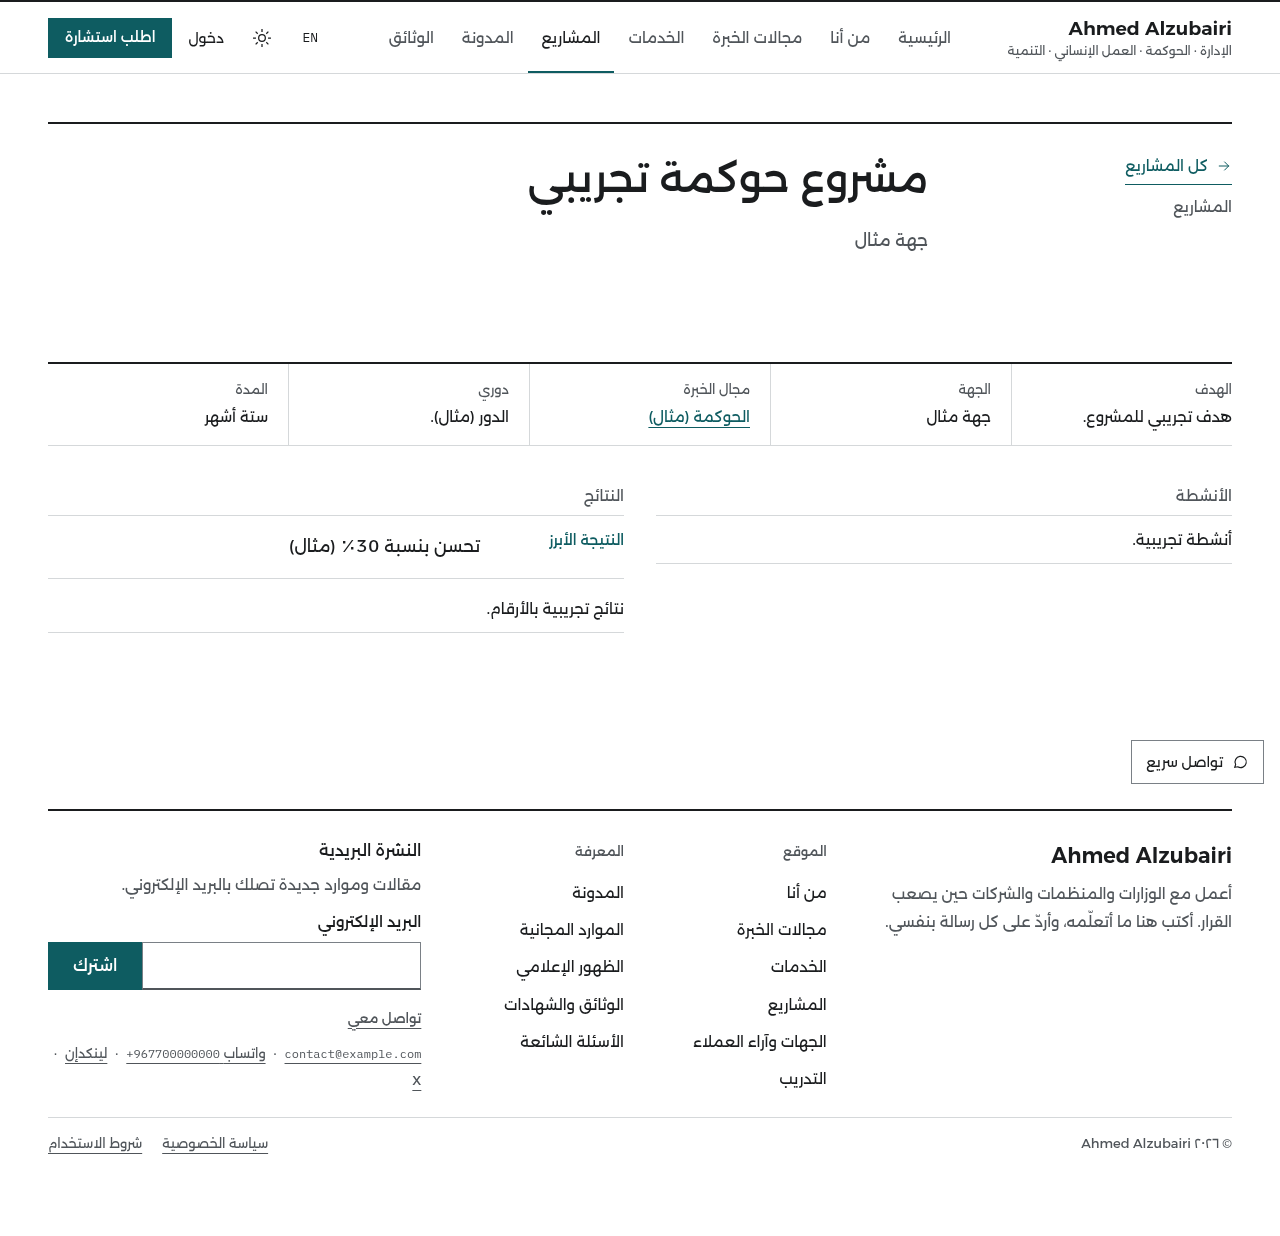 Ahmed Alzubairi
الإدارة · الحوكمة · العمل الإنساني · التنمية
الرئيسية
من أنا
مجالات الخبرة
الخدمات
المشاريع
المدونة
الوثائق
EN
دخول
اطلب استشارة
→ كل المشاريع
المشاريع
مشروع حوكمة تجريبي
جهة مثال
الهدف
هدف تجريبي للمشروع.
الجهة
جهة مثال
مجال الخبرة
الحوكمة (مثال)
دوري
الدور (مثال).
المدة
ستة أشهر
الأنشطة
أنشطة تجريبية.
النتائج
النتيجة الأبرز
تحسن بنسبة 30٪ (مثال)
نتائج تجريبية بالأرقام.
تواصل سريع
Ahmed Alzubairi
أعمل مع الوزارات والمنظمات والشركات حين يصعب
القرار. أكتب هنا ما أتعلّمه، وأردّ على كل رسالة بنفسي.
الموقع
من أنا
مجالات الخبرة
الخدمات
المشاريع
الجهات وآراء العملاء
التدريب
المعرفة
المدونة
الموارد المجانية
الظهور الإعلامي
الوثائق والشهادات
الأسئلة الشائعة
النشرة البريدية
مقالات وموارد جديدة تصلك بالبريد الإلكتروني.
البريد الإلكتروني
اشترك
تواصل معي
contact@example.com · واتساب +967700000000 · لينكدإن ·
X
© ٢٠٢٦ Ahmed Alzubairi
سياسة الخصوصية
شروط الاستخدام